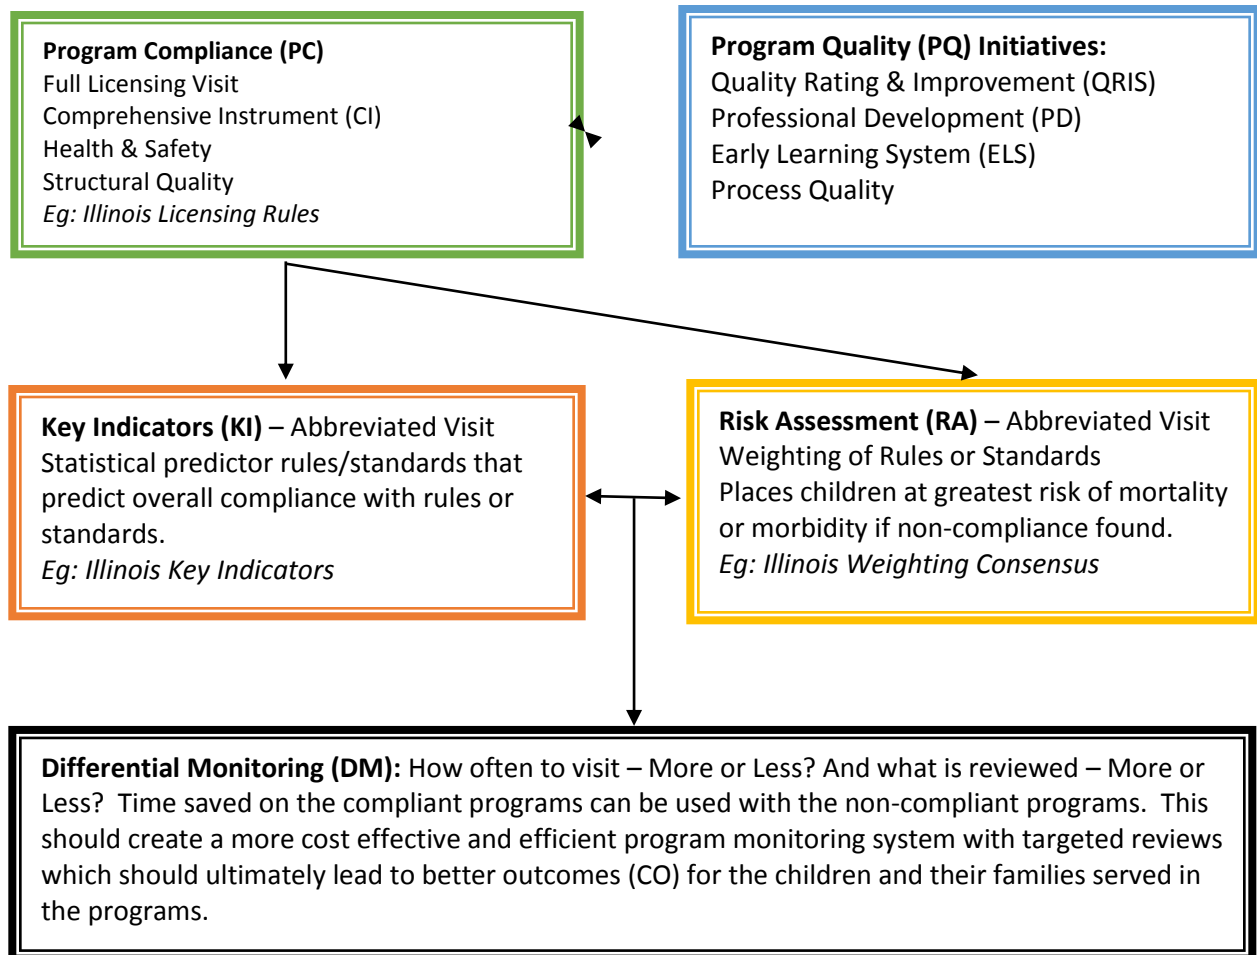 Program Compliance (PC)
Full Licensing Visit
Comprehensive Instrument (CI)
Health & Safety
Structural Quality
Eg: Illinois Licensing Rules
Program Quality (PQ) Initiatives:
Quality Rating & Improvement (QRIS)
Professional Development (PD)
Early Learning System (ELS)
Process Quality
Key Indicators (KI) – Abbreviated Visit
Statistical predictor rules/standards that
predict overall compliance with rules or
standards.
Eg: Illinois Key Indicators
Risk Assessment (RA) – Abbreviated Visit
Weighting of Rules or Standards
Places children at greatest risk of mortality
or morbidity if non-compliance found.
Eg: Illinois Weighting Consensus
Differential Monitoring (DM): How often to visit – More or Less? And what is reviewed – More or
Less?  Time saved on the compliant programs can be used with the non-compliant programs.  This
should create a more cost effective and efficient program monitoring system with targeted reviews
which should ultimately lead to better outcomes (CO) for the children and their families served in
the programs.